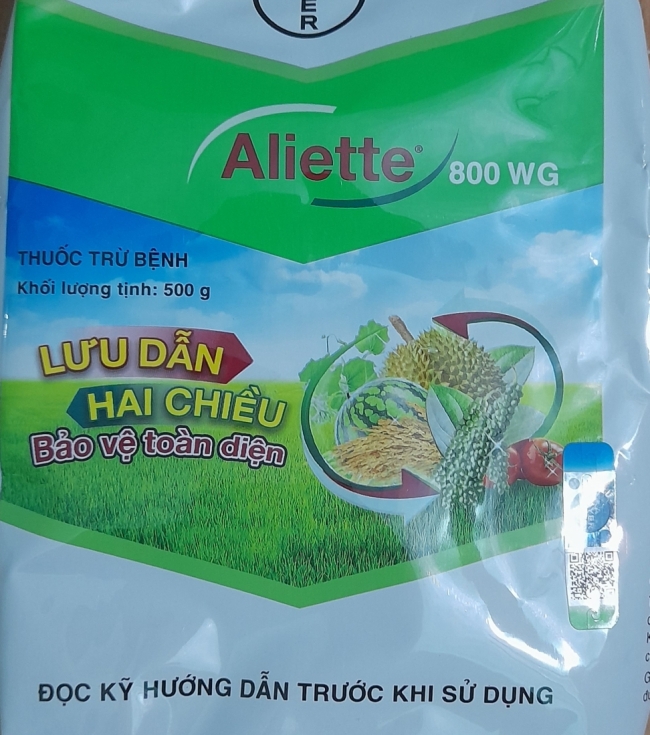 ER
Aliette® 800 WG
THUỐC TRỪ BỆNH
Khối lượng tịnh: 500 g
LƯU DẪN
HAI CHIỀU
Bảo vệ toàn diện
ĐỌC KỸ HƯỚNG DẪN TRƯỚC KHI SỬ DỤNG